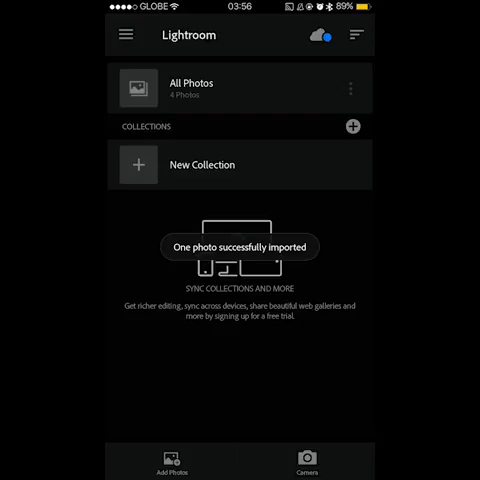 GLOBE
03:56
89%
Lightroom
All Photos
4 Photos
COLLECTIONS
New Collection
One photo successfully imported
SYNC COLLECTIONS AND MORE
Get richer editing, sync across devices, share beautiful web galleries and
more by signing up for a free trial.
Add Photos
Camera